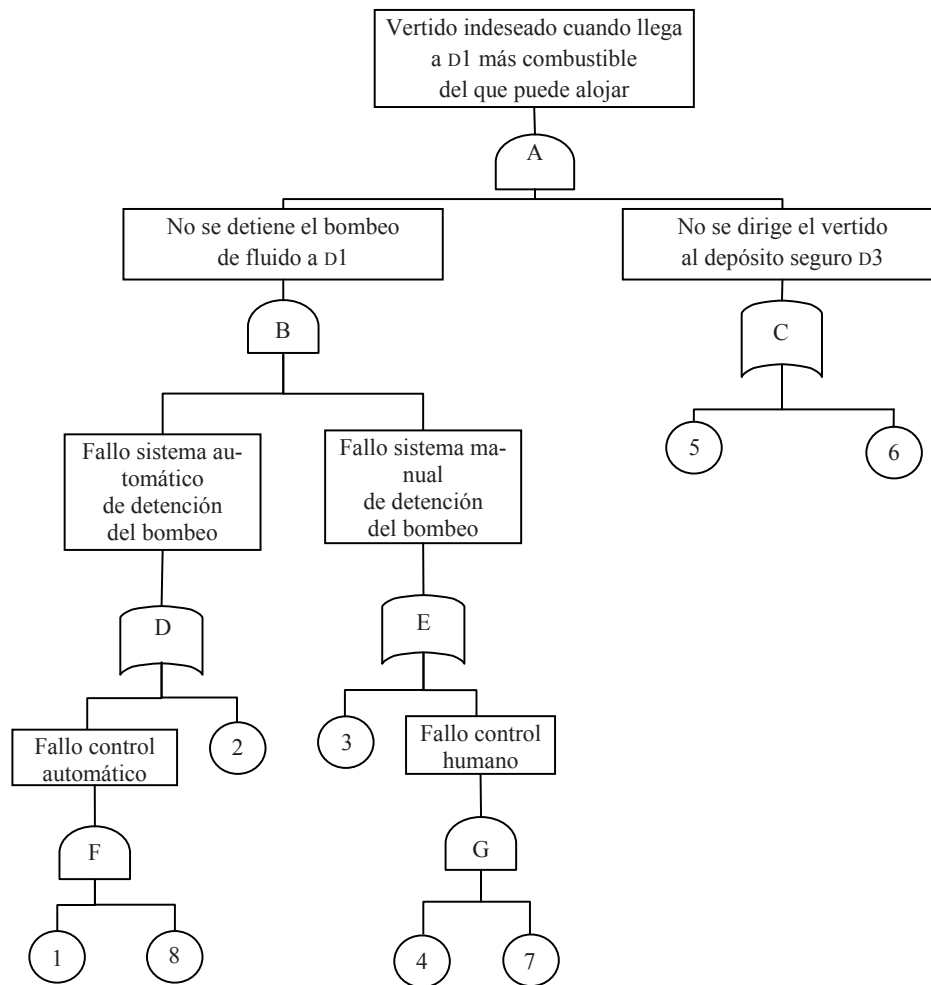 Vertido indeseado cuando llega
a D1 más combustible
del que puede alojar
A
No se detiene el bombeo
de fluido a D1
No se dirige el vertido
al depósito seguro D3
B
C
5
6
Fallo sistema au-
tomático
de detención
del bombeo
Fallo sistema ma-
nual
de detención
del bombeo
D
E
Fallo control
automático
2
3
Fallo control
humano
F
G
1
8
4
7